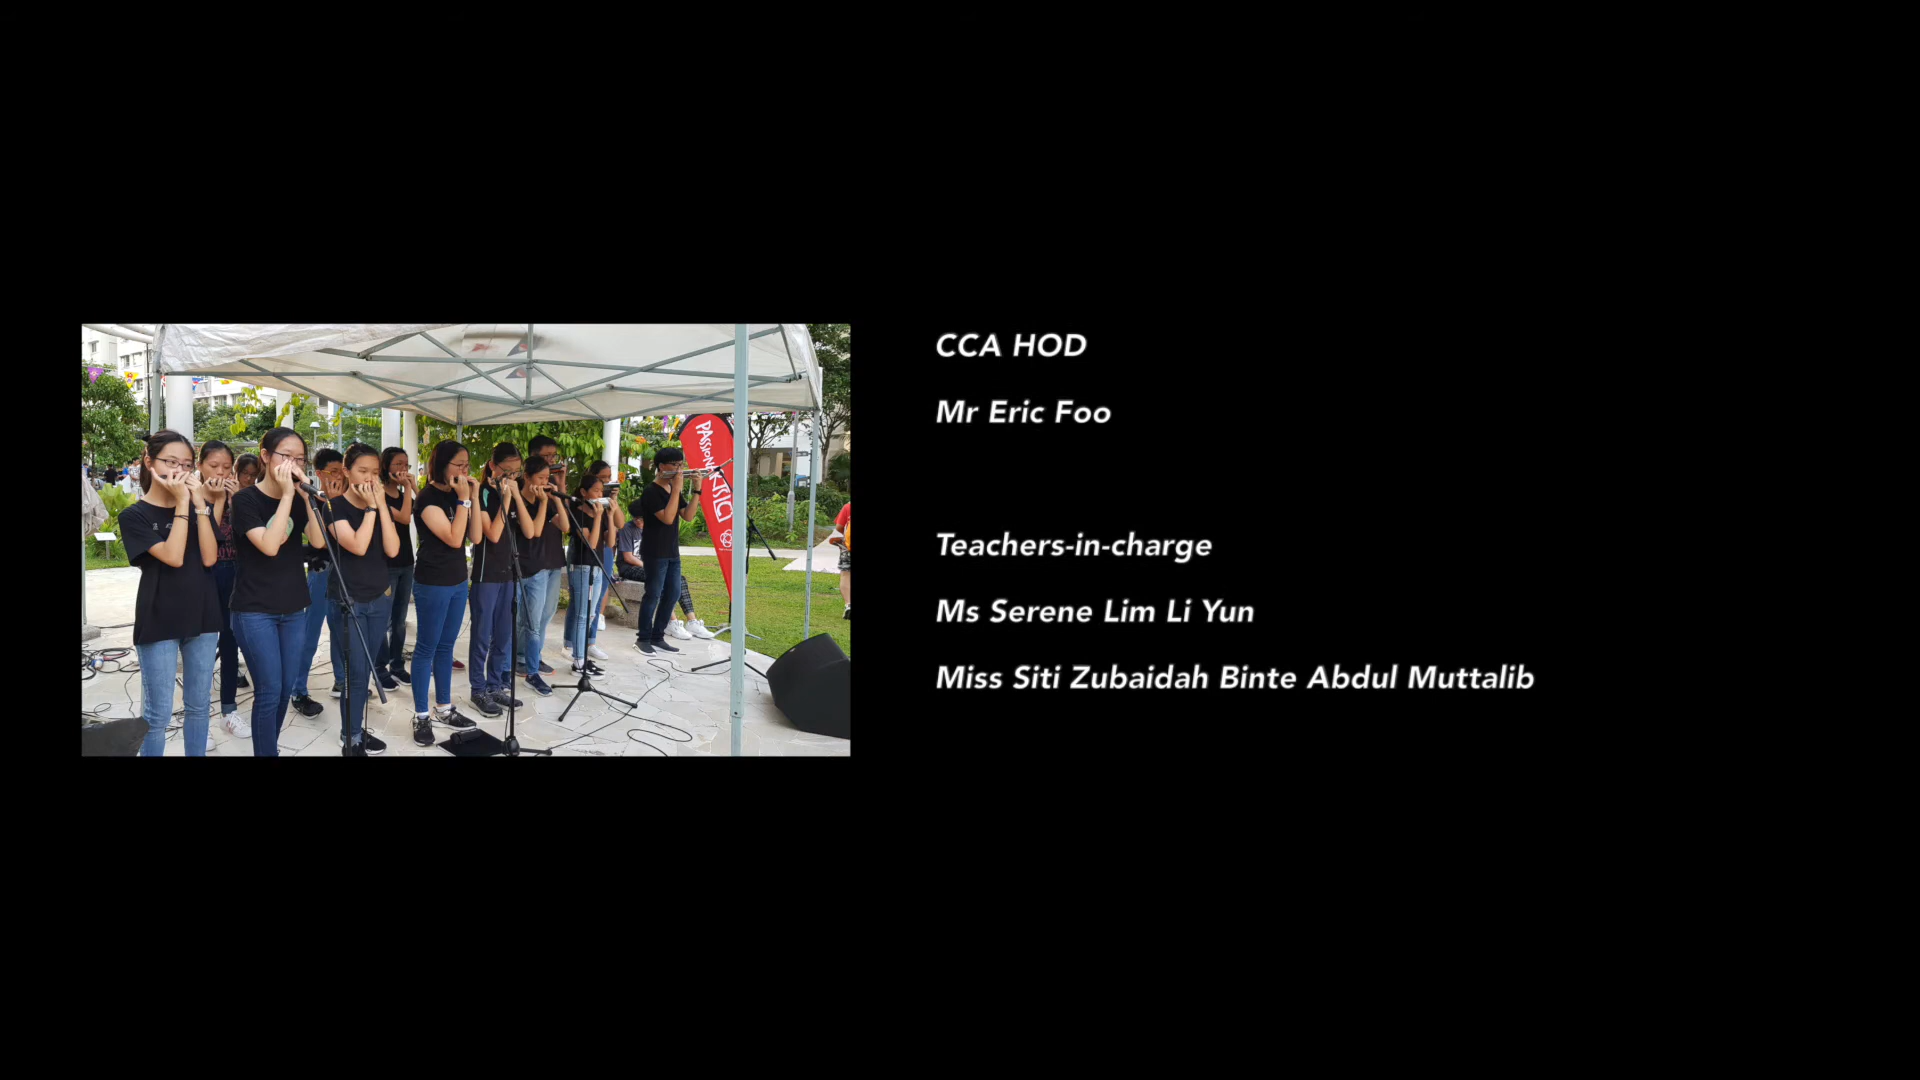 PASSIONARTS
CCA HOD
Mr Eric Foo
Teachers-in-charge
Ms Serene Lim Li Yun
Miss Siti Zubaidah Binte Abdul Muttalib